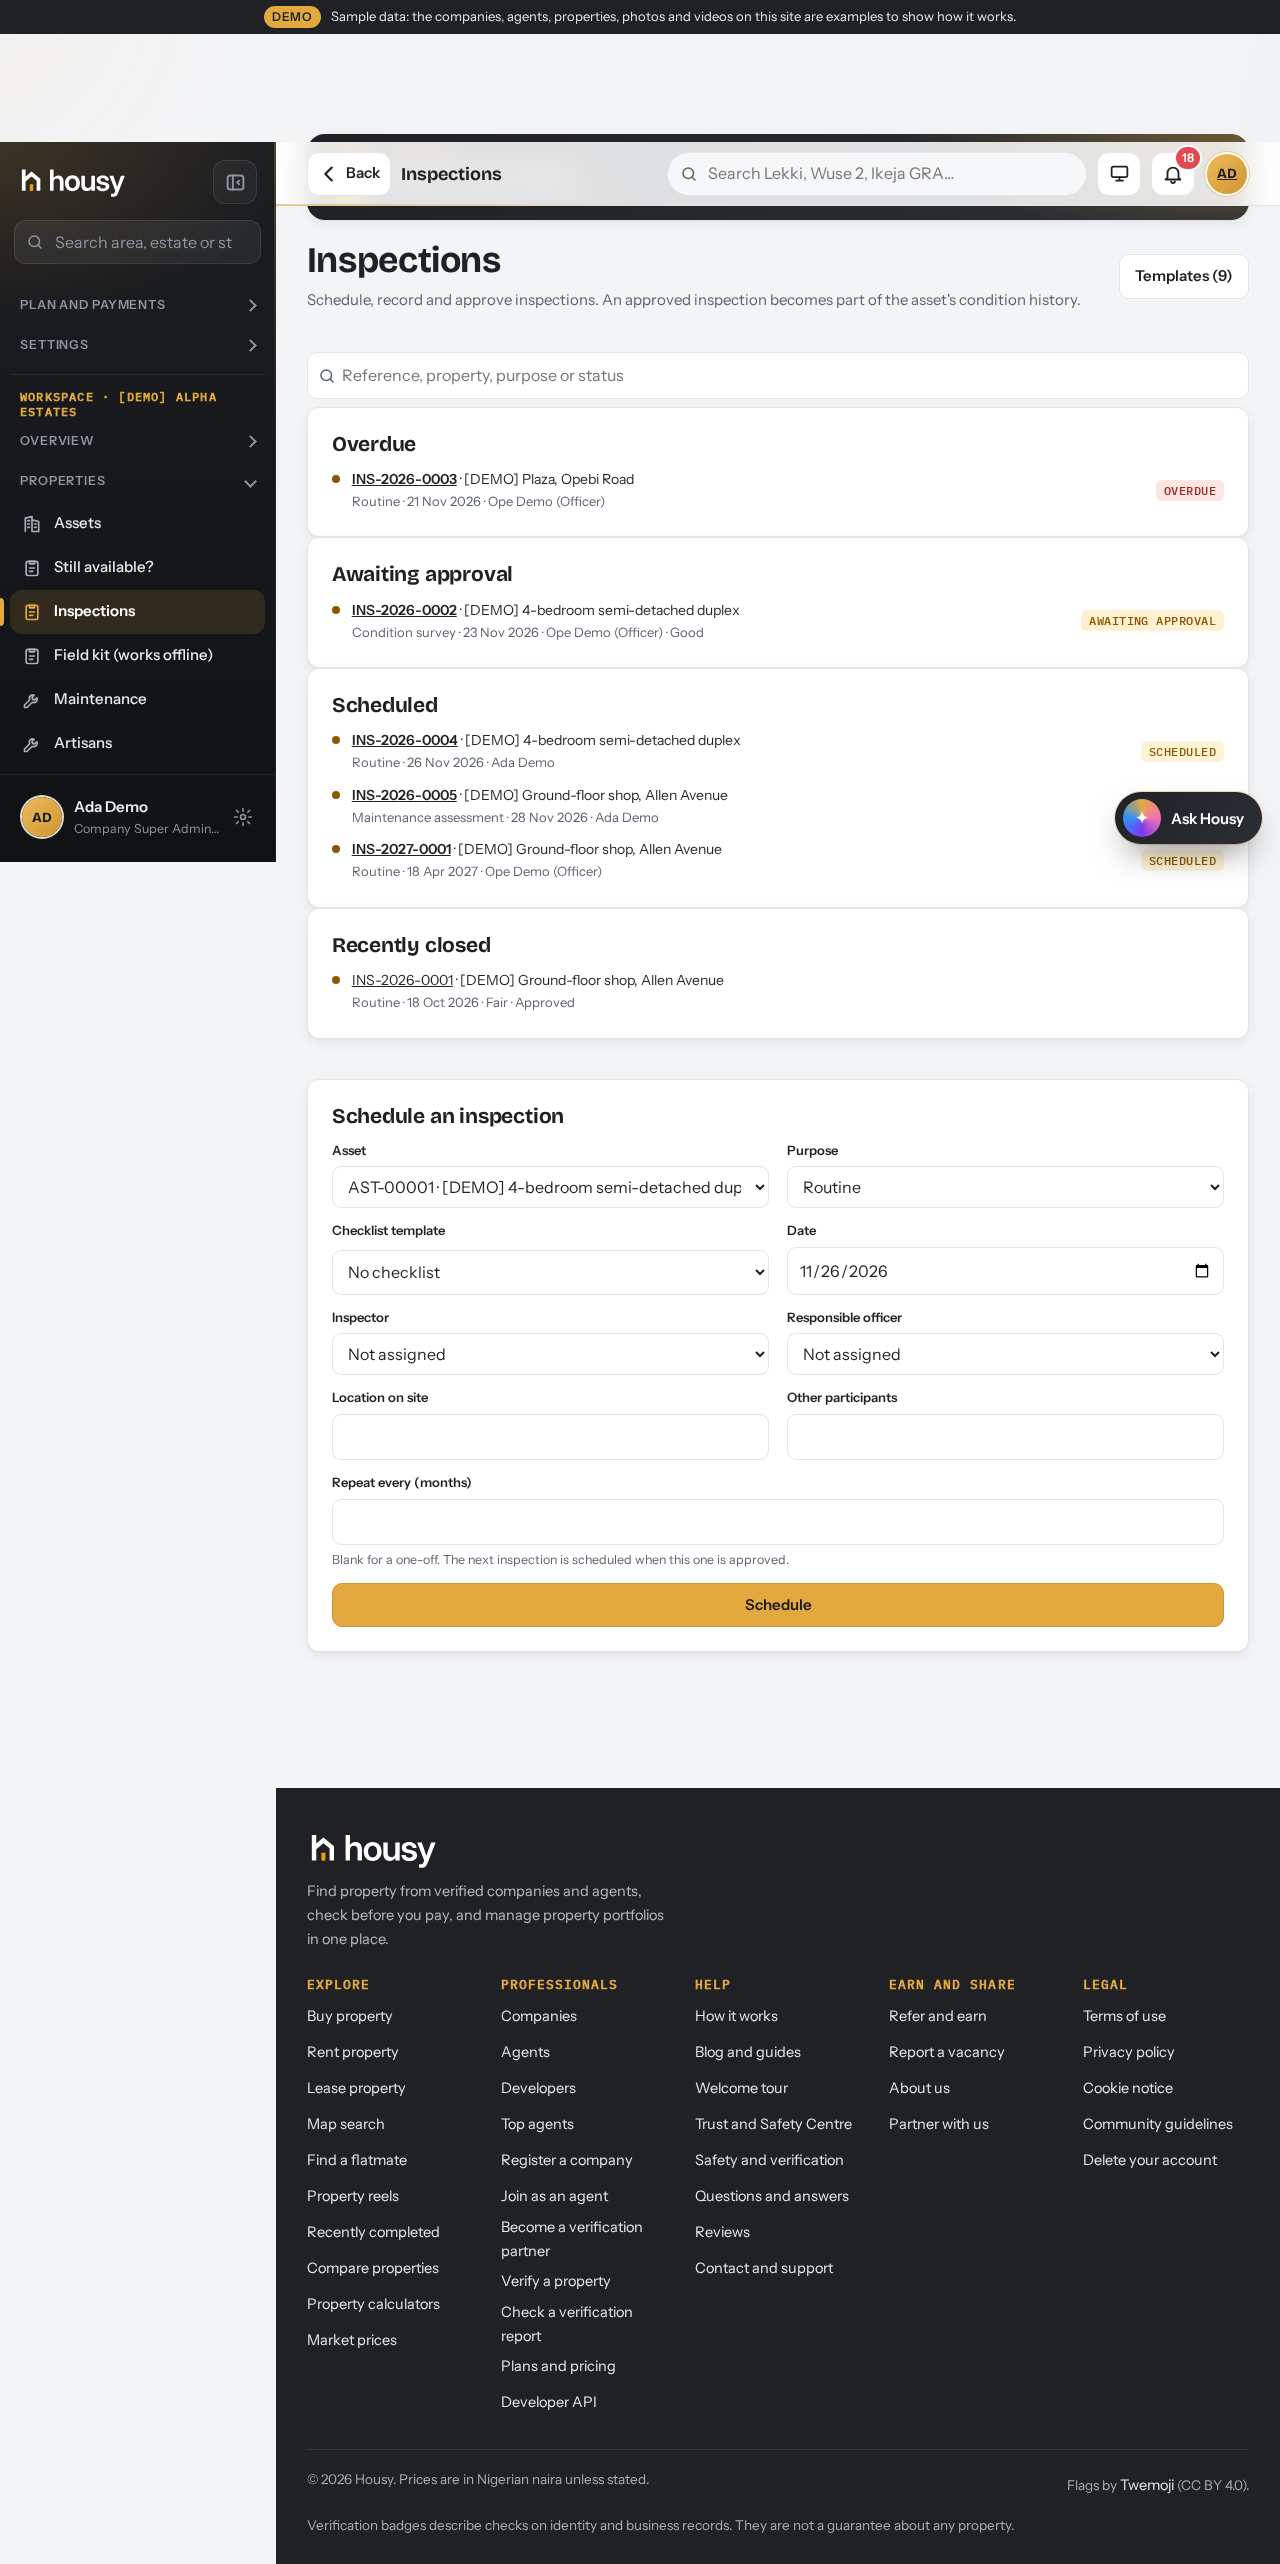 DEMO Sample data: the companies, agents, properties, photos and videos on this site are examples to show how it works.
housy
Search area, estate or st
PLAN AND PAYMENTS
SETTINGS
WORKSPACE · [DEMO] ALPHA
ESTATES
OVERVIEW
PROPERTIES
Assets
Still available?
Inspections
Field kit (works offline)
Maintenance
Artisans
AD
Ada Demo
Company Super Admin...
Back
Inspections
Search Lekki, Wuse 2, Ikeja GRA...
18
AD
Inspections
Schedule, record and approve inspections. An approved inspection becomes part of the asset's condition history.
Templates (9)
Reference, property, purpose or status
Overdue
INS-2026-0003 · [DEMO] Plaza, Opebi Road
Routine · 21 Nov 2026 · Ope Demo (Officer)
OVERDUE
Awaiting approval
INS-2026-0002 · [DEMO] 4-bedroom semi-detached duplex
Condition survey · 23 Nov 2026 · Ope Demo (Officer) · Good
AWAITING APPROVAL
Scheduled
INS-2026-0004 · [DEMO] 4-bedroom semi-detached duplex
Routine · 26 Nov 2026 · Ada Demo
SCHEDULED
INS-2026-0005 · [DEMO] Ground-floor shop, Allen Avenue
Maintenance assessment · 28 Nov 2026 · Ada Demo
Ask Housy
INS-2027-0001 · [DEMO] Ground-floor shop, Allen Avenue
Routine · 18 Apr 2027 · Ope Demo (Officer)
SCHEDULED
Recently closed
INS-2026-0001 · [DEMO] Ground-floor shop, Allen Avenue
Routine · 18 Oct 2026 · Fair · Approved
Schedule an inspection
Asset
AST-00001 · [DEMO] 4-bedroom semi-detached dup
Purpose
Routine
Checklist template
No checklist
Date
11/26/2026
Inspector
Not assigned
Responsible officer
Not assigned
Location on site
Other participants
Repeat every (months)
Blank for a one-off. The next inspection is scheduled when this one is approved.
Schedule
housy
Find property from verified companies and agents,
check before you pay, and manage property portfolios
in one place.
EXPLORE
Buy property
Rent property
Lease property
Map search
Find a flatmate
Property reels
Recently completed
Compare properties
Property calculators
Market prices
PROFESSIONALS
Companies
Agents
Developers
Top agents
Register a company
Join as an agent
Become a verification
partner
Verify a property
Check a verification
report
Plans and pricing
Developer API
HELP
How it works
Blog and guides
Welcome tour
Trust and Safety Centre
Safety and verification
Questions and answers
Reviews
Contact and support
EARN AND SHARE
Refer and earn
Report a vacancy
About us
Partner with us
LEGAL
Terms of use
Privacy policy
Cookie notice
Community guidelines
Delete your account
© 2026 Housy. Prices are in Nigerian naira unless stated.
Flags by Twemoji (CC BY 4.0).
Verification badges describe checks on identity and business records. They are not a guarantee about any property.